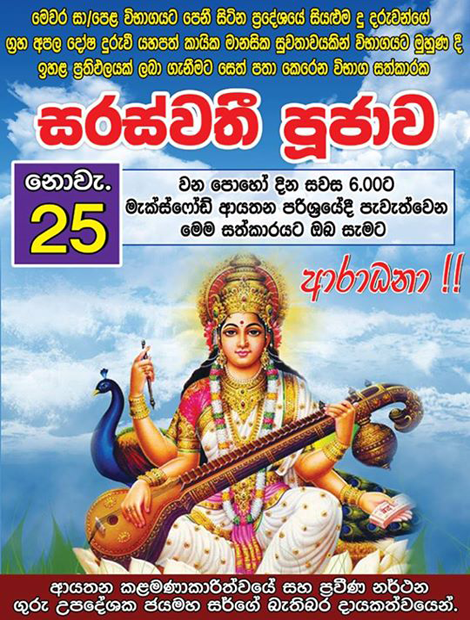 මෙවර සා/පෙළ විභාගයට පෙනී සිටින ප්‍රදේශයේ සියළුම දූ දරුවන්ගේ
ග්‍රහ අපල දෝෂ දුරුවී යහපත් කායික මානසික සුවතාවයකින් විභාගයට මුහුණ දී
ඉහළ ප්‍රතිඵලයක් ලබා ගැනීමට සෙත් පතා කෙරෙන විභාග සත්කාරක
සරස්වතී පූජාව
නොවැ.
25
වන පොහෝ දින සවස 6.00ට
මැක්ස්ෆෝඩ් ආයතන පරිශ්‍රයේදී පැවැත්වෙන
මෙම සත්කාරයට ඔබ සැමට
ආරාධනා !!
ආයතන කළමණාකාරිත්වයේ සහ ප්‍රවීණ නර්ථන
ගුරු උපදේශක ජයමහ සර්ගේ බැතිබර දායකත්වයෙන්.